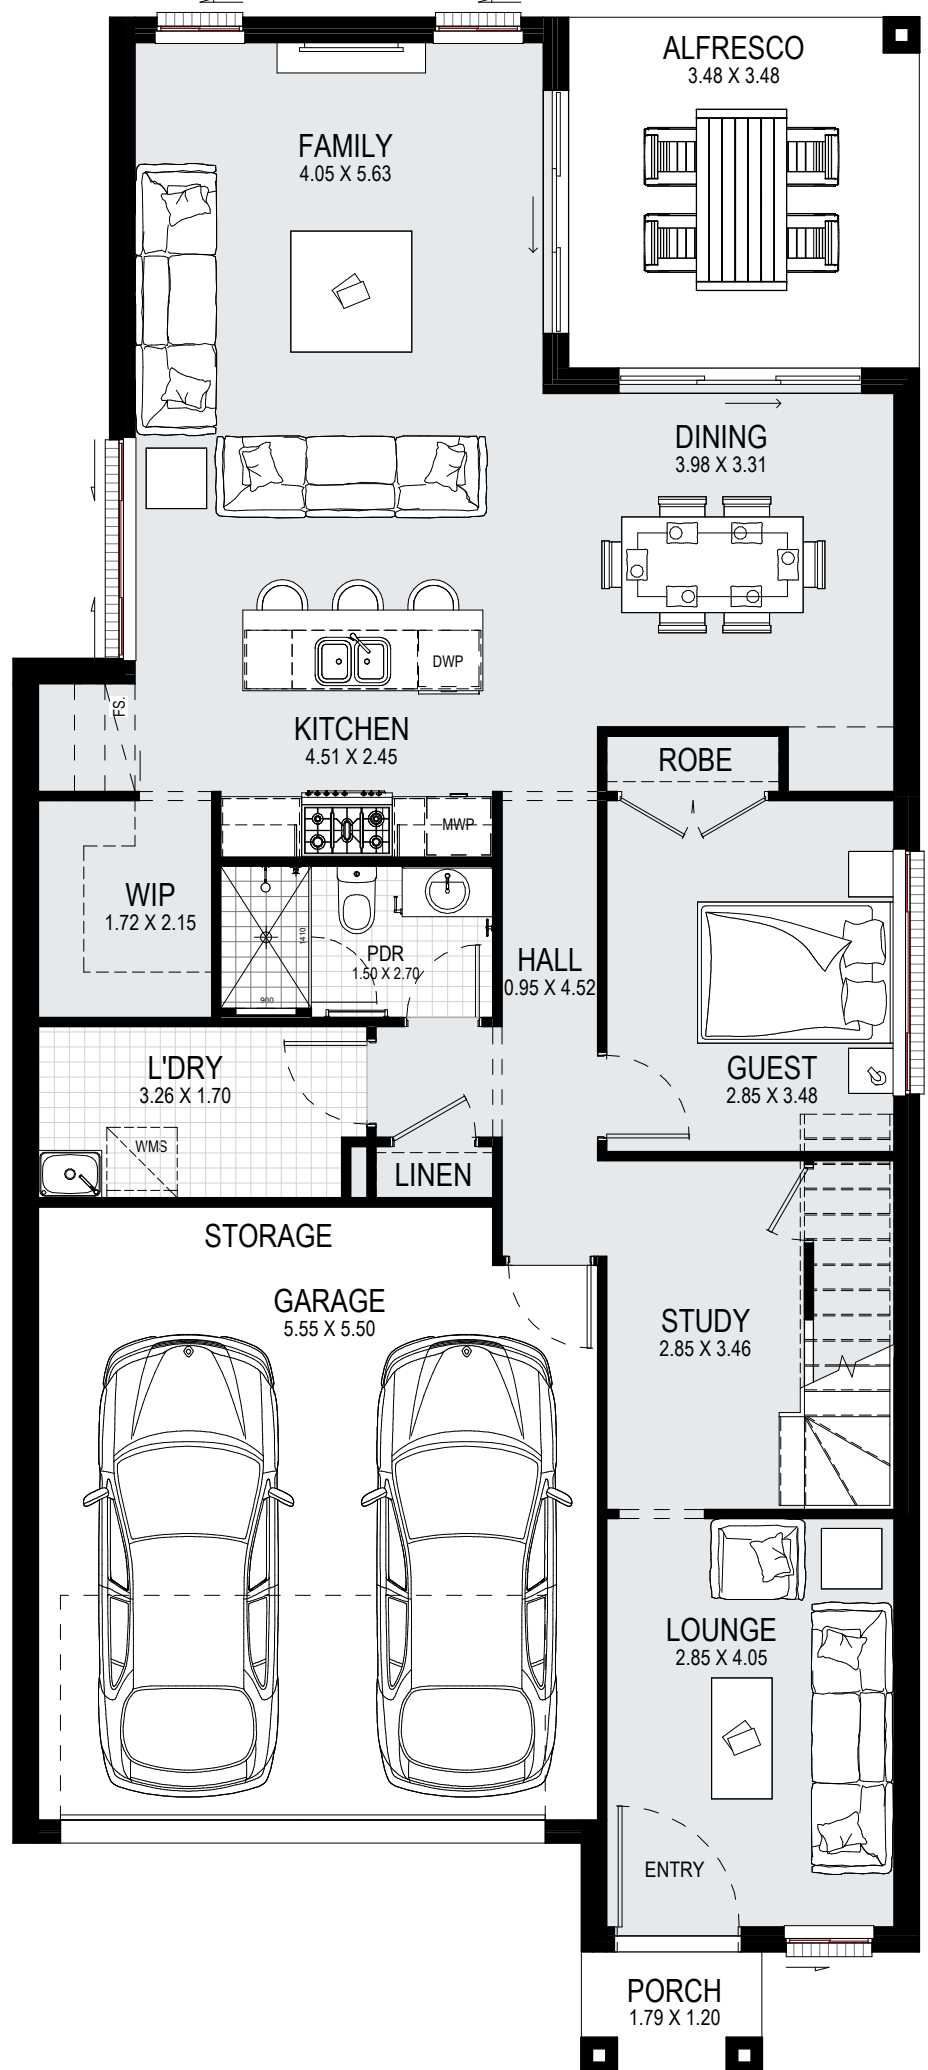 ALFRESCO
3.48 X 3.48
FAMILY
4.05 X 5.63
DINING
3.98 X 3.31
DWP
FS.
KITCHEN
4.51 X 2.45
ROBE
MWP
WIP
1.72 X 2.15
1410
PDR
1.50 X 2.70
900
HALL
0.95 X 4.52
L'DRY
3.26 X 1.70
GUEST
2.85 X 3.48
WMS
LINEN
STORAGE
GARAGE
5.55 X 5.50
STUDY
2.85 X 3.46
LOUNGE
2.85 X 4.05
ENTRY
PORCH
1.79 X 1.20